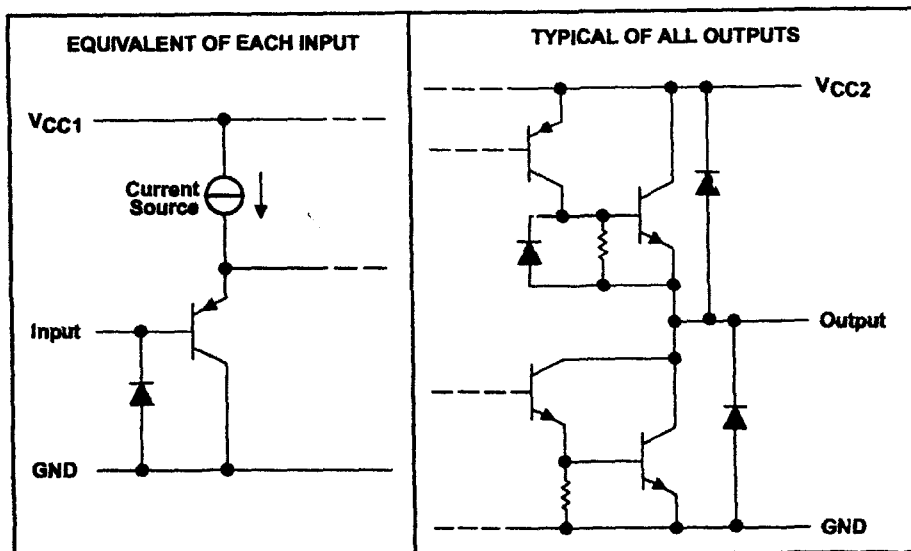 EQUIVALENT OF EACH INPUT
VCC1
Current
Source
Input
GND
TYPICAL OF ALL OUTPUTS
VCC2
Output
GND